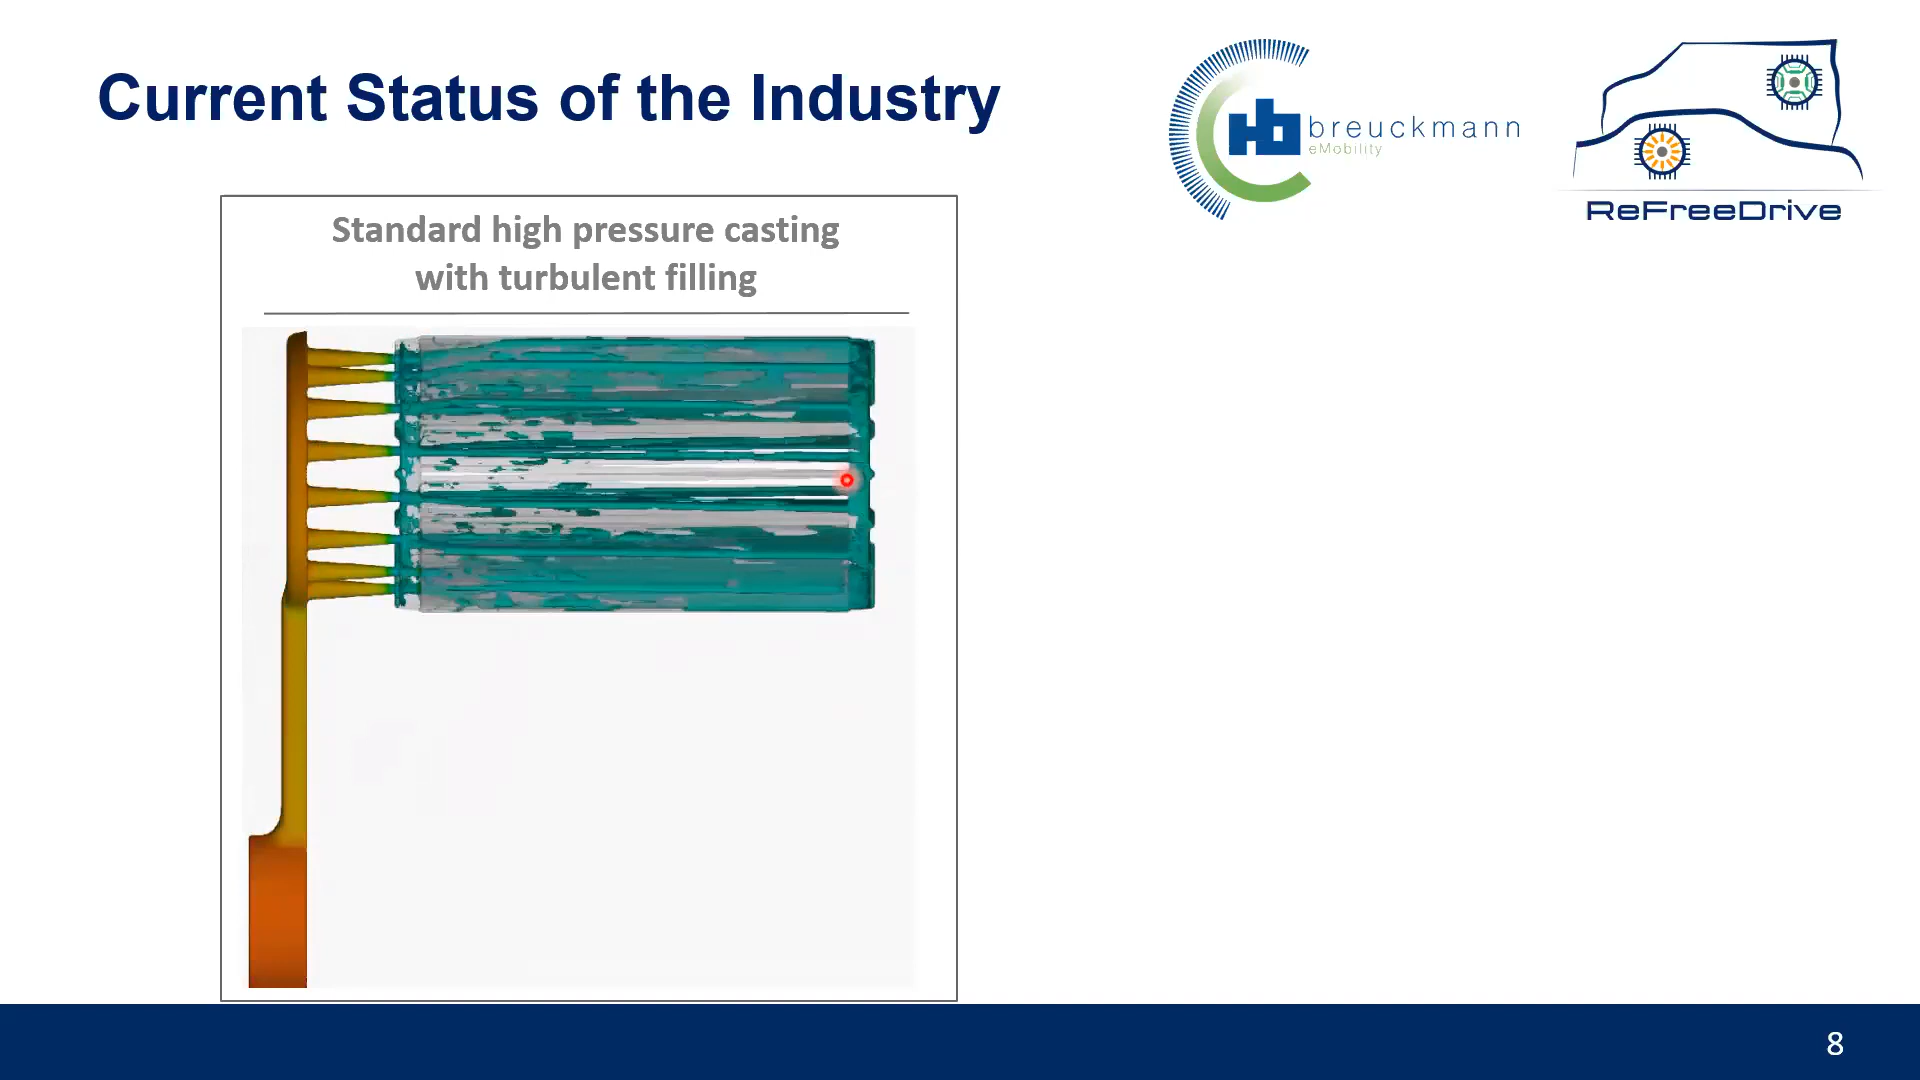 Current Status of the Industry
breuckmann
eMobility
ReFreeDrive
Standard high pressure casting
with turbulent filling
8